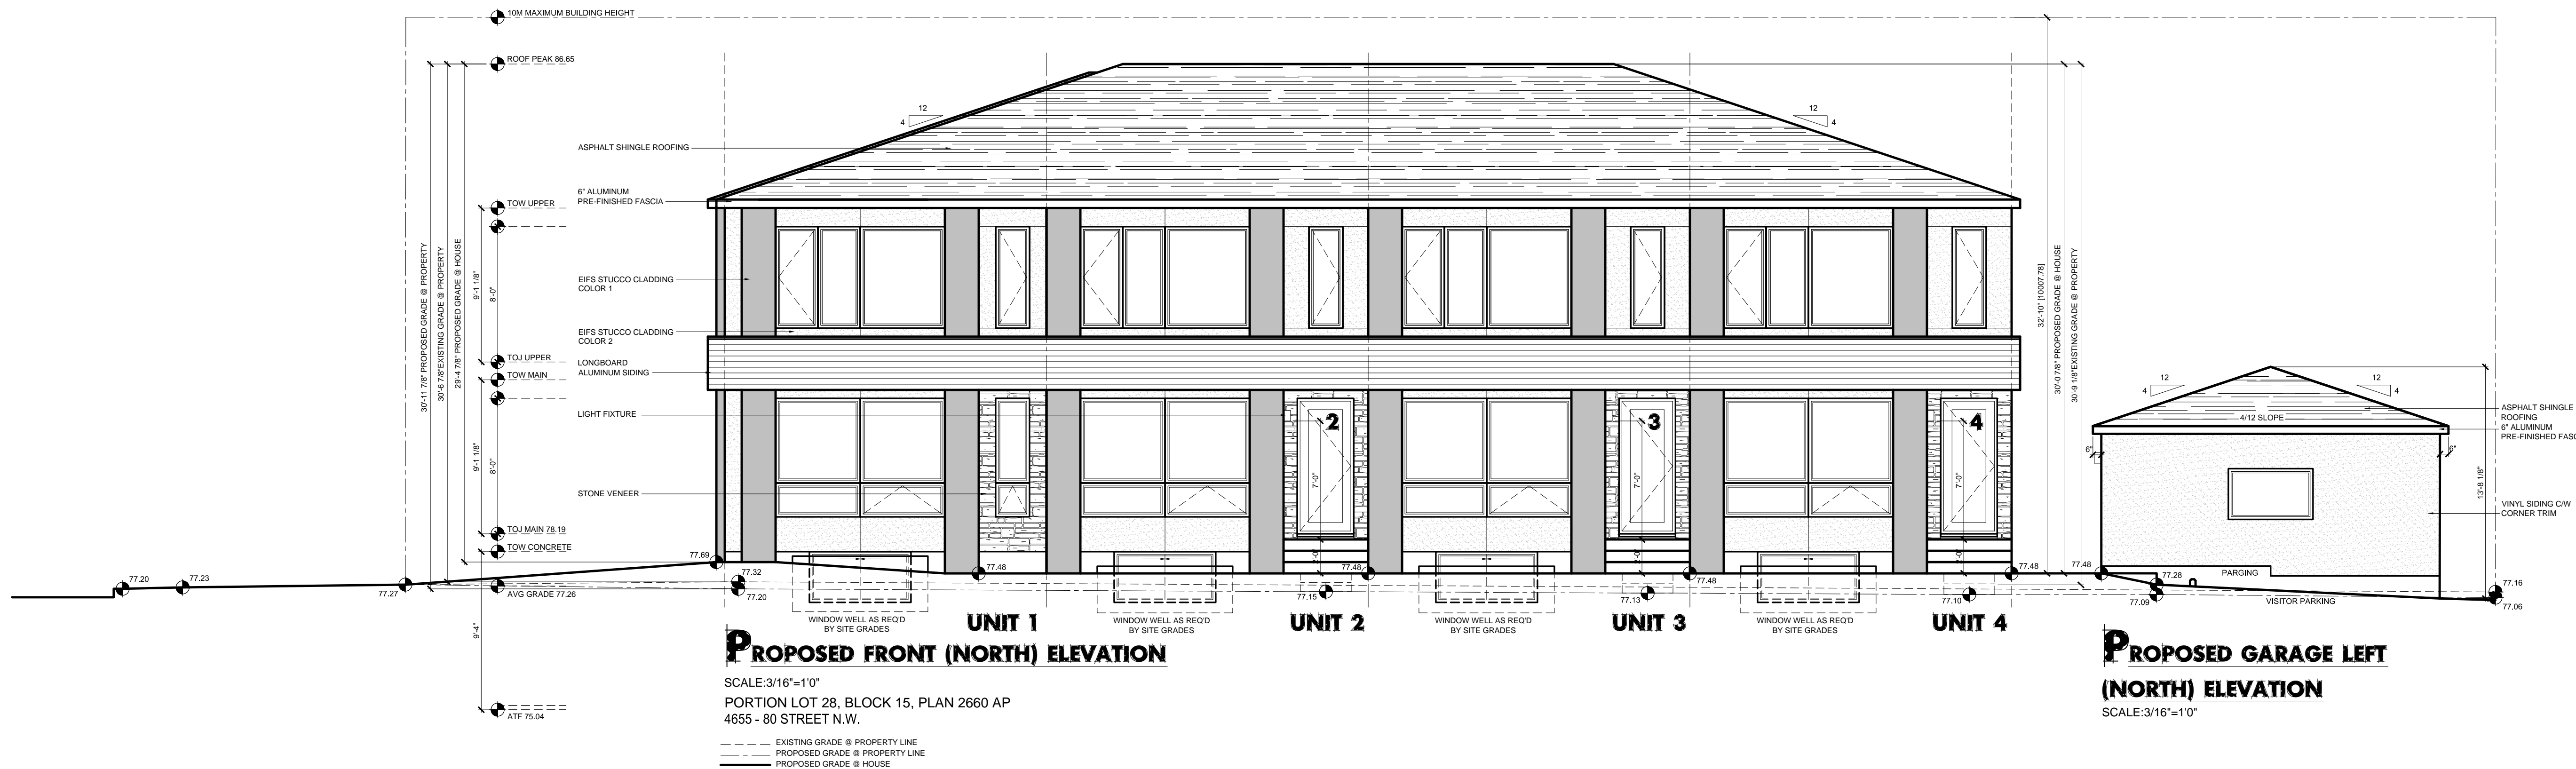 10M MAXIMUM BUILDING HEIGHT
ROOF PEAK 86.65
12
4
12
4
ASPHALT SHINGLE ROOFING
6" ALUMINUM
PRE-FINISHED FASCIA
TOW UPPER
30'-11 7/8" PROPOSED GRADE @ PROPERTY
30'-6 7/8"EXISTING GRADE @ PROPERTY
29'-4 7/8" PROPOSED GRADE @ HOUSE
9'-1 1/8"
8'-0"
EIFS STUCCO CLADDING
COLOR 1
EIFS STUCCO CLADDING
COLOR 2
TOJ UPPER
LONGBOARD
ALUMINUM SIDING
TOW MAIN
LIGHT FIXTURE
9'-1 1/8"
8'-0"
STONE VENEER
TOJ MAIN 78.19
TOW CONCRETE
2
3
4
7'-0"
7'-0"
7'-0"
2'-0"
2'-0"
2'-0"
32'-10" [10007.78]
30'-0 7/8" PROPOSED GRADE @ HOUSE
30'-9 1/8"EXISTING GRADE @ PROPERTY
12
4
12
4
4/12 SLOPE
ASPHALT SHINGLE
ROOFING
6" ALUMINUM
6"
6"
13'-8 1/8"
VINYL SIDING C/W
CORNER TRIM
PARGING
VISITOR PARKING
77.20
77.23
77.27
77.69
77.32
77.20
77.48
77.48
77.15
77.48
77.13
77.48
77.10
77.48
77.28
77.09
77.16
77.06
AVG GRADE 77.26
9'-4"
ATF 75.04
WINDOW WELL AS REQ'D
BY SITE GRADES
UNIT 1
WINDOW WELL AS REQ'D
BY SITE GRADES
UNIT 2
WINDOW WELL AS REQ'D
BY SITE GRADES
UNIT 3
WINDOW WELL AS REQ'D
BY SITE GRADES
UNIT 4
PROPOSED FRONT (NORTH) ELEVATION
SCALE:3/16"=1'0"
PORTION LOT 28, BLOCK 15, PLAN 2660 AP
4655 - 80 STREET N.W.
EXISTING GRADE @ PROPERTY LINE
PROPOSED GRADE @ PROPERTY LINE
PROPOSED GRADE @ HOUSE
PROPOSED GARAGE LEFT
(NORTH) ELEVATION
SCALE:3/16"=1'0"